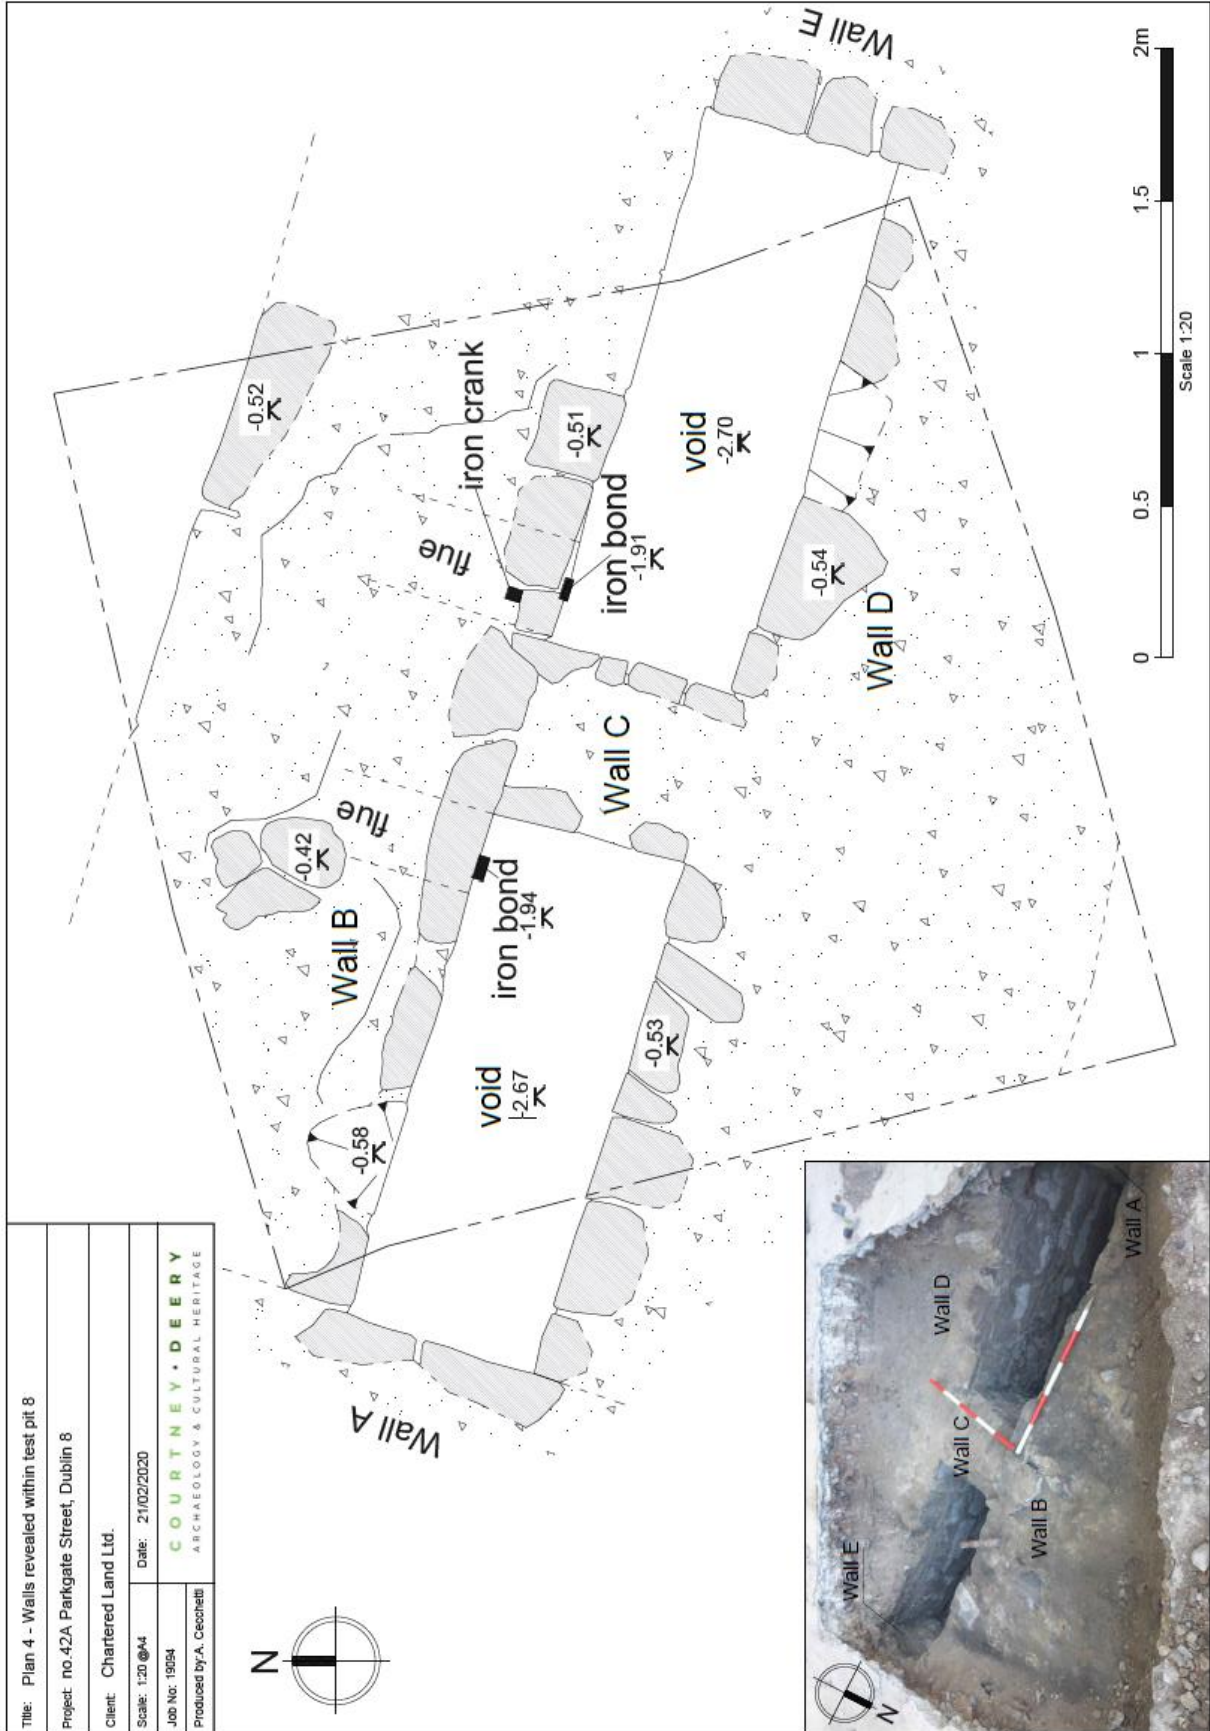 Title: Plan 4 - Walls revealed within test pit 8
Project: no.42A Parkgate Street, Dublin 8
Client: Chartered Land Ltd.
Scale: 1:20 @A4
Date: 21/02/2020
Job No: 19094
COURTNEY • DEERY
ARCHAEOLOGY & CULTURAL HERITAGE
Produced by:A. Cecchetti
N
Wall A
-0.58
void
-2.67
Wall B
-0.42
flue
iron bond
-1.94
-0.53
Wall C
-0.52
flue
iron crank
-0.51
iron bond
-1.91
void
-2.70
-0.54
Wall D
Wall E
0
0.5
1
1.5
2m
Scale 1:20
N
Wall E
Wall B
Wall C
Wall D
Wall A